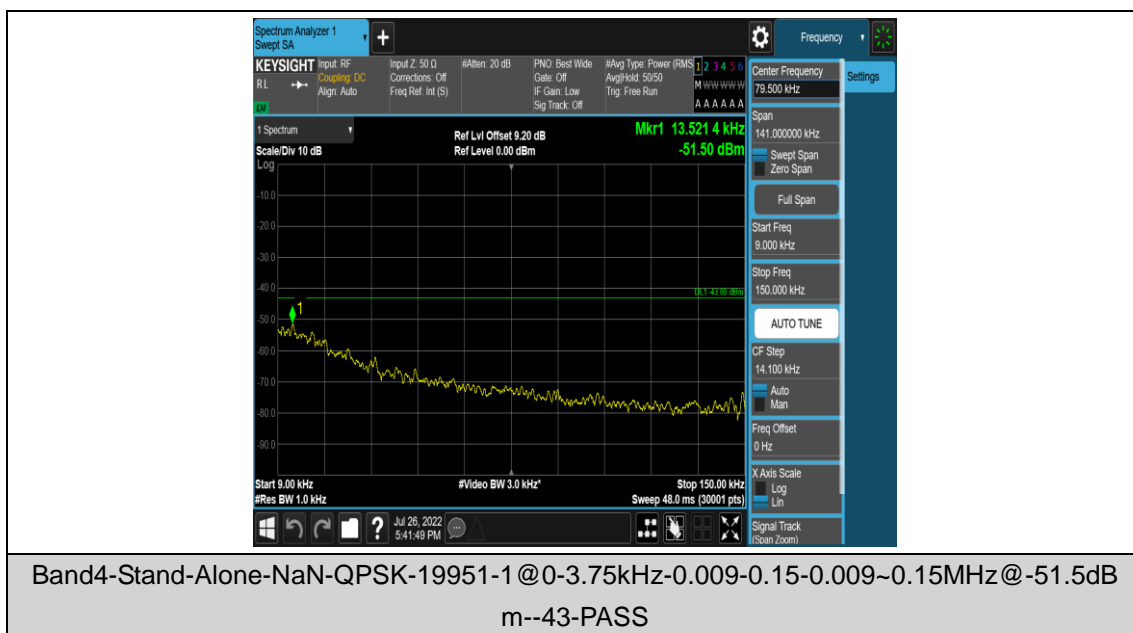 Spectrum Analyzer 1
Swept SA
Frequency
KEYSIGHT
RL
LXI
Input: RF
Coupling: DC
Align: Auto
Input Z: 50 Ω
Corrections: Off
Freq Ref: Int (S)
#Atten: 20 dB
PNO: Best Wide
Gate: Off
IF Gain: Low
Sig Track: Off
#Avg Type: Power (RMS
Avg|Hold: 50/50
Trig: Free Run
1 2 3 4 5 6
M W W W W W
A A A A A A
1 Spectrum
Scale/Div 10 dB
Log
Ref Lvl Offset 9.20 dB
Ref Level 0.00 dBm
Mkr1 13.521 4 kHz
-51.50 dBm
-10.0
-20.0
-30.0
-40.0
DL1 -43.00 dBm
1
-50.0
-60.0
-70.0
-80.0
-90.0
Start 9.00 kHz
#Res BW 1.0 kHz
#Video BW 3.0 kHz*
Stop 150.00 kHz
Sweep 48.0 ms (30001 pts)
Center Frequency
79.500 kHz
Settings
Span
141.000000 kHz
Swept Span
Zero Span
Full Span
Start Freq
9.000 kHz
Stop Freq
150.000 kHz
AUTO TUNE
CF Step
14.100 kHz
Auto
Man
Freq Offset
0 Hz
X Axis Scale
Log
Lin
Signal Track
(Span Zoom)
?
Jul 26, 2022
5:41:49 PM
Band4-Stand-Alone-NaN-QPSK-19951-1@0-3.75kHz-0.009-0.15-0.009~0.15MHz@-51.5dB
m--43-PASS